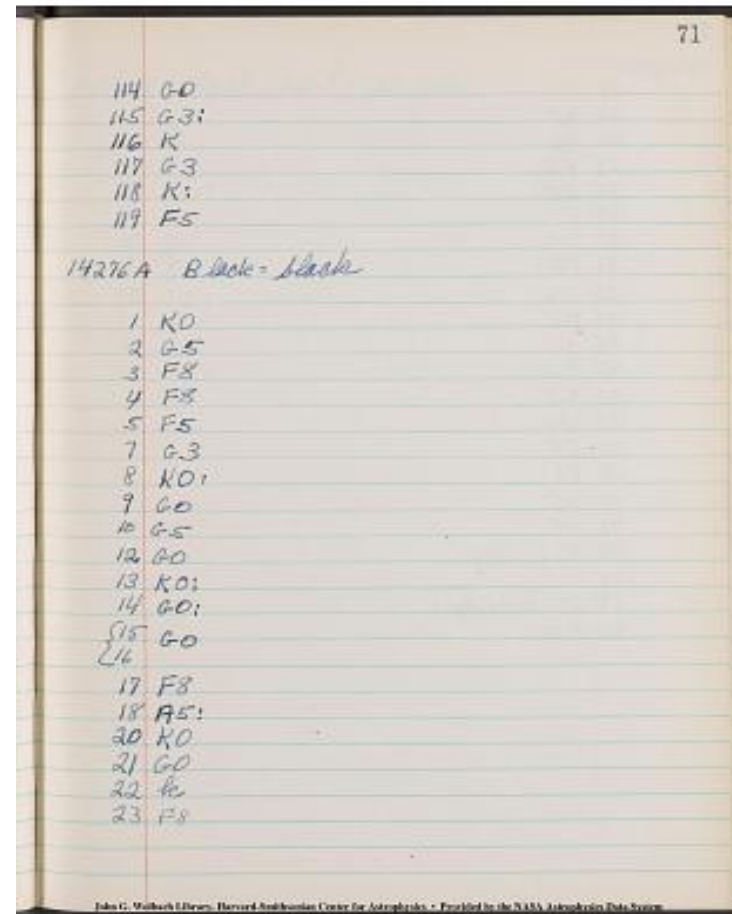 71
114 G0
115 G3:
116 K
117 G3
118 K:
119 F5
14276A Black = black
1 K0
2 G5
3 F8
4 F8
5 F5
7 G3
8 K0:
9 G0
10 G5
12 G0
13 K0:
14 G0:
{15 G0
{16
17 F8
18 A5:
20 K0
21 G0
22 K
23 F8
John G. Wolbach Library, Harvard-Smithsonian Center for Astrophysics • Provided by the NASA Astrophysics Data System